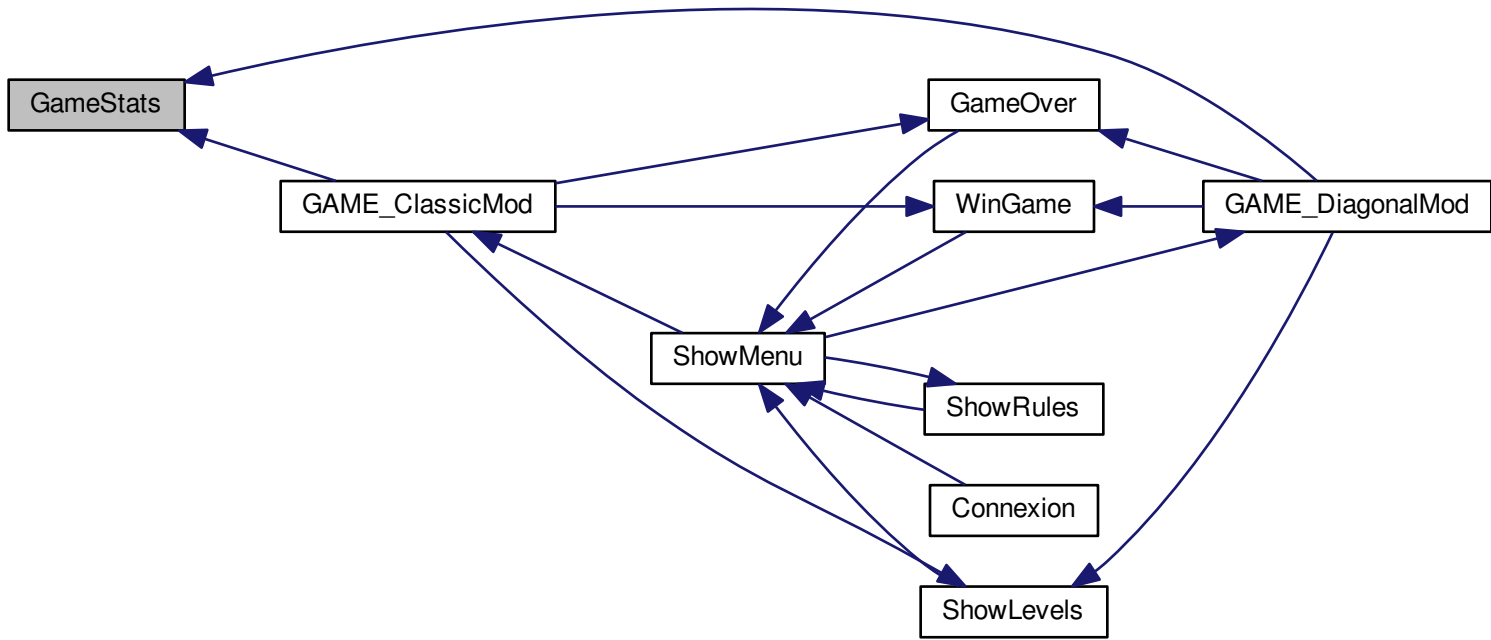 GameStats
GameOver
GAME_ClassicMod
WinGame
GAME_DiagonalMod
ShowMenu
ShowRules
Connexion
ShowLevels